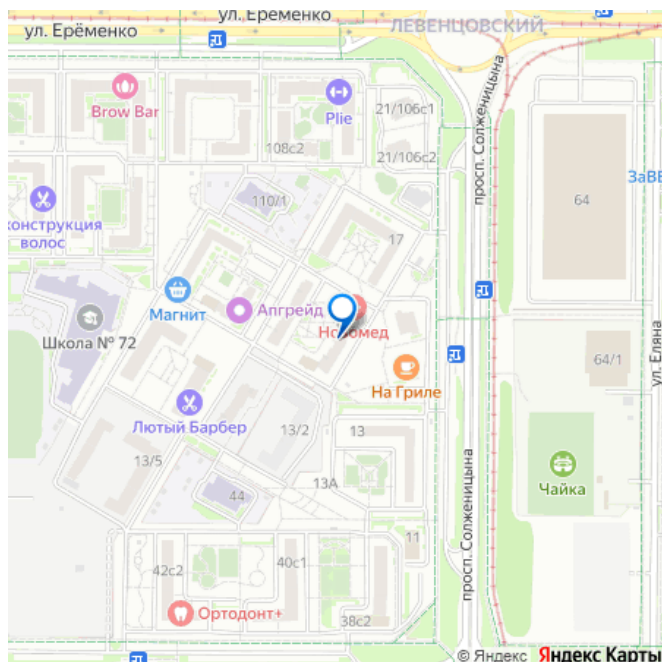 ул. Ерёменко
ул. Ерёменко
ЛЕВЕНЦОВСКИЙ
Brow Bar
Plie
21/106с1
108с2
21/106с2
просп. Солженицына
64
110/1
конструкция
волос
17
Магнит
Апгрейд
Новомед
Школа № 72
На Гриле
64/1
ул. Еляна
Лютый Барбер
13/2
13
13/5
13А
Чайка
44
просп. Солженицына
11
42с2
40с1
Ортодонт+
38с2
© Яндекс Яндекс Карты